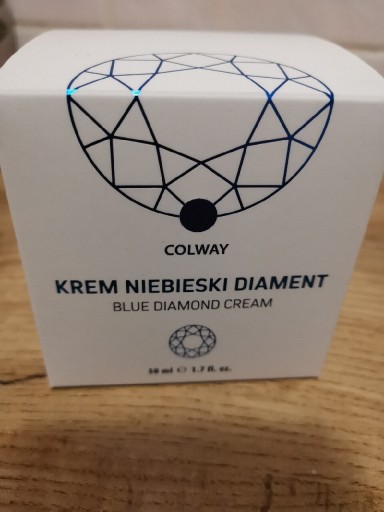 COLWAY
KREM NIEBIESKI DIAMENT
BLUE DIAMOND CREAM
50 ml ℮ 1.7 fl. oz.